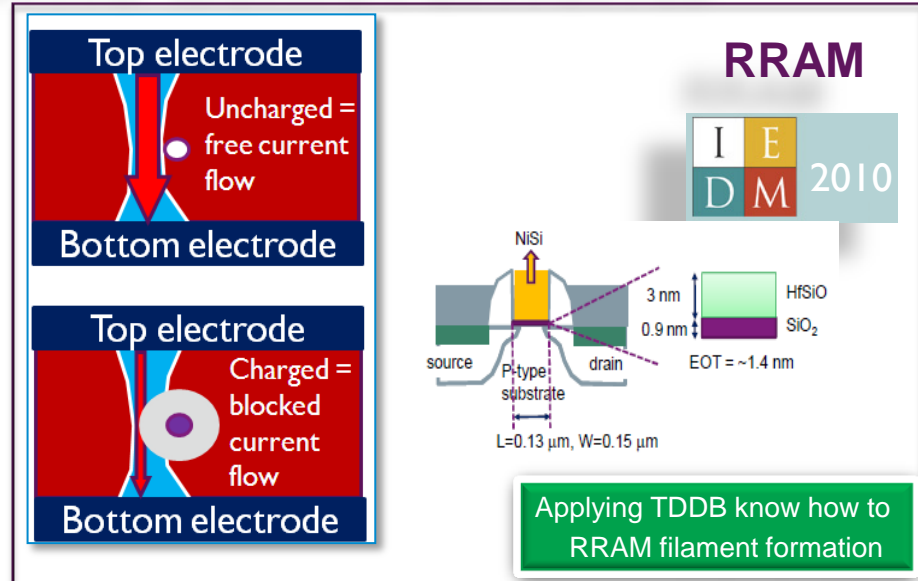 Top electrode
Uncharged =
free current
flow
Bottom electrode
Top electrode
Charged =
blocked
current
flow
Bottom electrode
RRAM
I E
D M
2010
NiSi
3 nm
HfSiO
0.9 nm
SiO₂
source
P-type
substrate
drain
EOT = ~1.4 nm
L=0.13 μm, W=0.15 μm
Applying TDDB know how to
RRAM filament formation